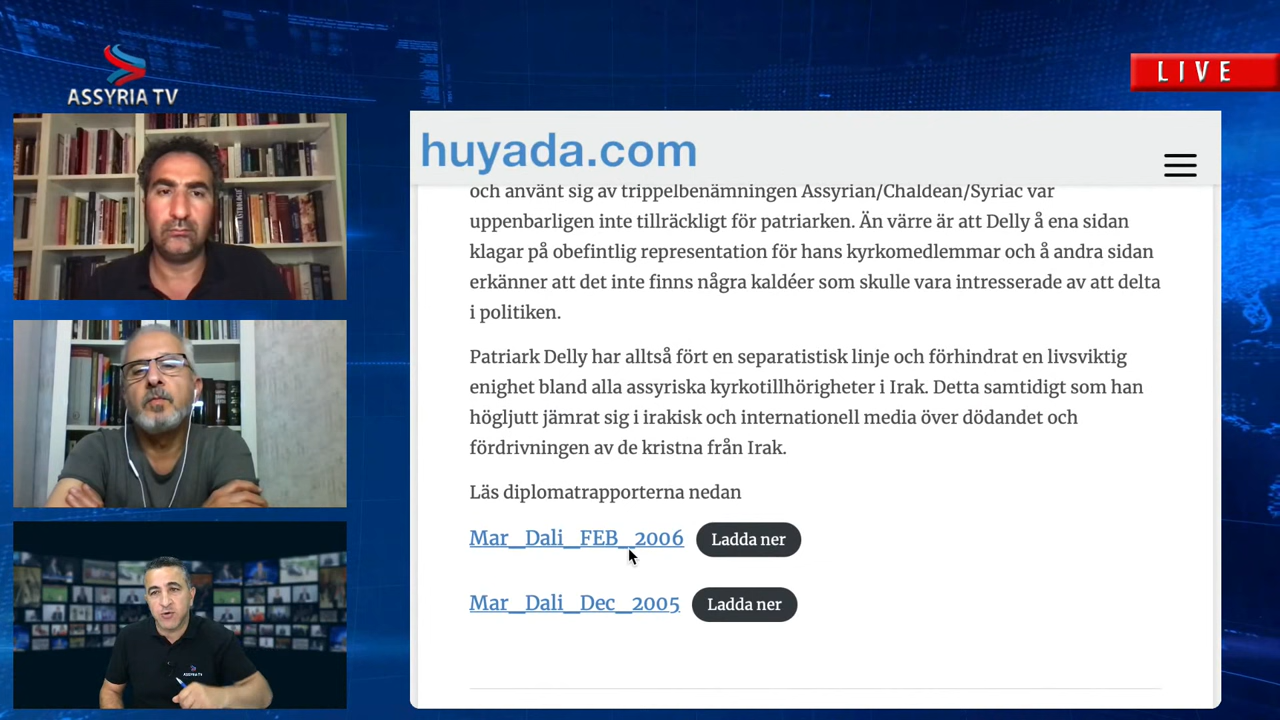 ASSYRIA TV
LIVE
huyada.com
och använt sig av trippelbenämningen Assyrian/Chaldean/Syriac var
uppenbarligen inte tillräckligt för patriarken. Än värre är att Delly å ena sidan
klagar på obefintlig representation för hans kyrkomedlemmar och å andra sidan
erkänner att det inte finns några kaldéer som skulle vara intresserade av att delta
i politiken.
Patriark Delly har alltså fört en separatistisk linje och förhindrat en livsviktig
enighet bland alla assyriska kyrkotillhörigheter i Irak. Detta samtidigt som han
högljutt jämrat sig i irakisk och internationell media över dödandet och
fördrivningen av de kristna från Irak.
Läs diplomatrapporterna nedan
Mar_Dali_FEB_2006 Ladda ner
Mar_Dali_Dec_2005 Ladda ner
ASSYRIA TV